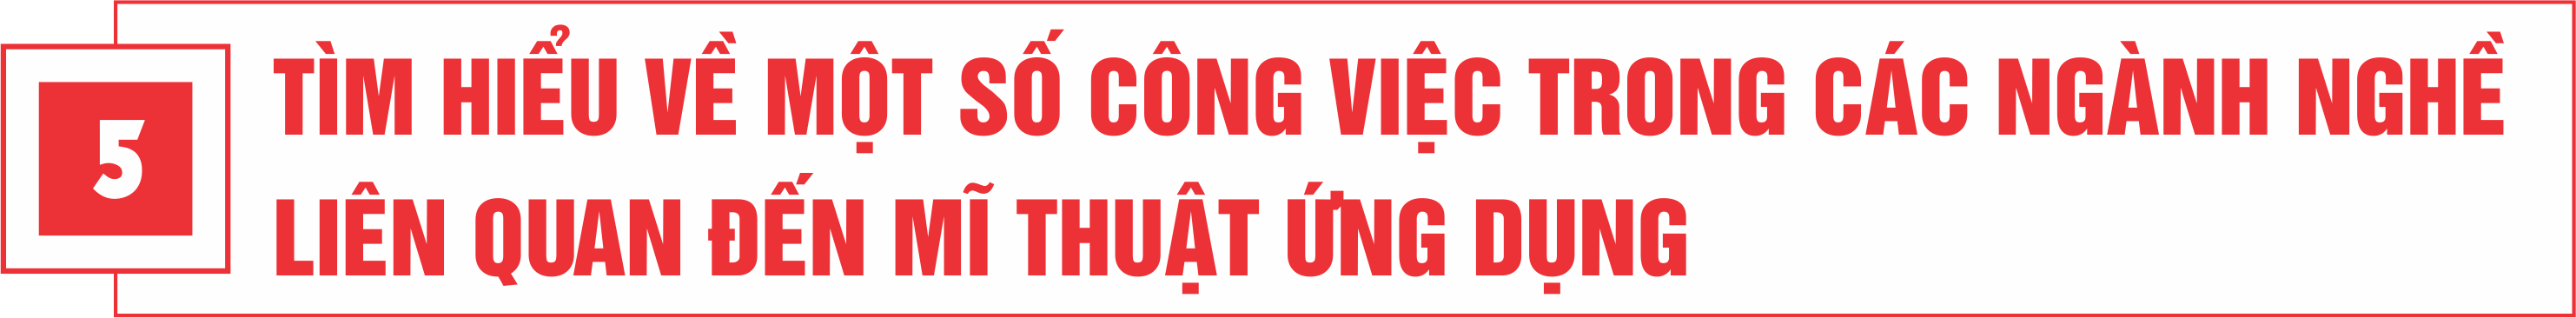 5
TÌM HIỂU VỀ MỘT SỐ CÔNG VIỆC TRONG CÁC NGÀNH NGHỀ
LIÊN QUAN ĐẾN MĨ THUẬT ỨNG DỤNG